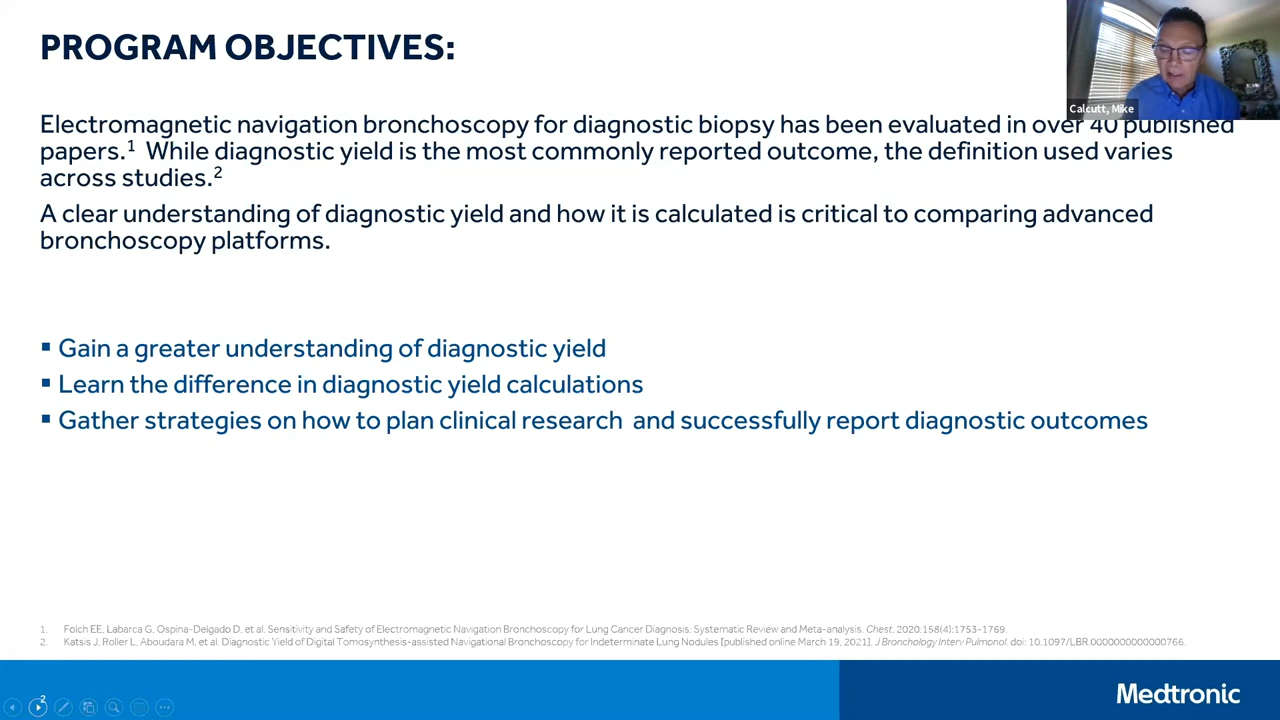 PROGRAM OBJECTIVES:
Calcutt, Mike
Electromagnetic navigation bronchoscopy for diagnostic biopsy has been evaluated in over 40 published
papers.1 While diagnostic yield is the most commonly reported outcome, the definition used varies
across studies.2
A clear understanding of diagnostic yield and how it is calculated is critical to comparing advanced
bronchoscopy platforms.
▪ Gain a greater understanding of diagnostic yield
▪ Learn the difference in diagnostic yield calculations
▪ Gather strategies on how to plan clinical research and successfully report diagnostic outcomes
1. Folch EE, Labarca G, Ospina-Delgado D, et al. Sensitivity and Safety of Electromagnetic Navigation Bronchoscopy for Lung Cancer Diagnosis: Systematic Review and Meta-analysis. Chest. 2020;158(4):1753-1769.
2. Katsis J, Roller L, Aboudara M, et al. Diagnostic Yield of Digital Tomosynthesis-assisted Navigational Bronchoscopy for Indeterminate Lung Nodules [published online March 19, 2021]. J Bronchology Interv Pulmonol. doi: 10.1097/LBR.0000000000000766.
2
Medtronic